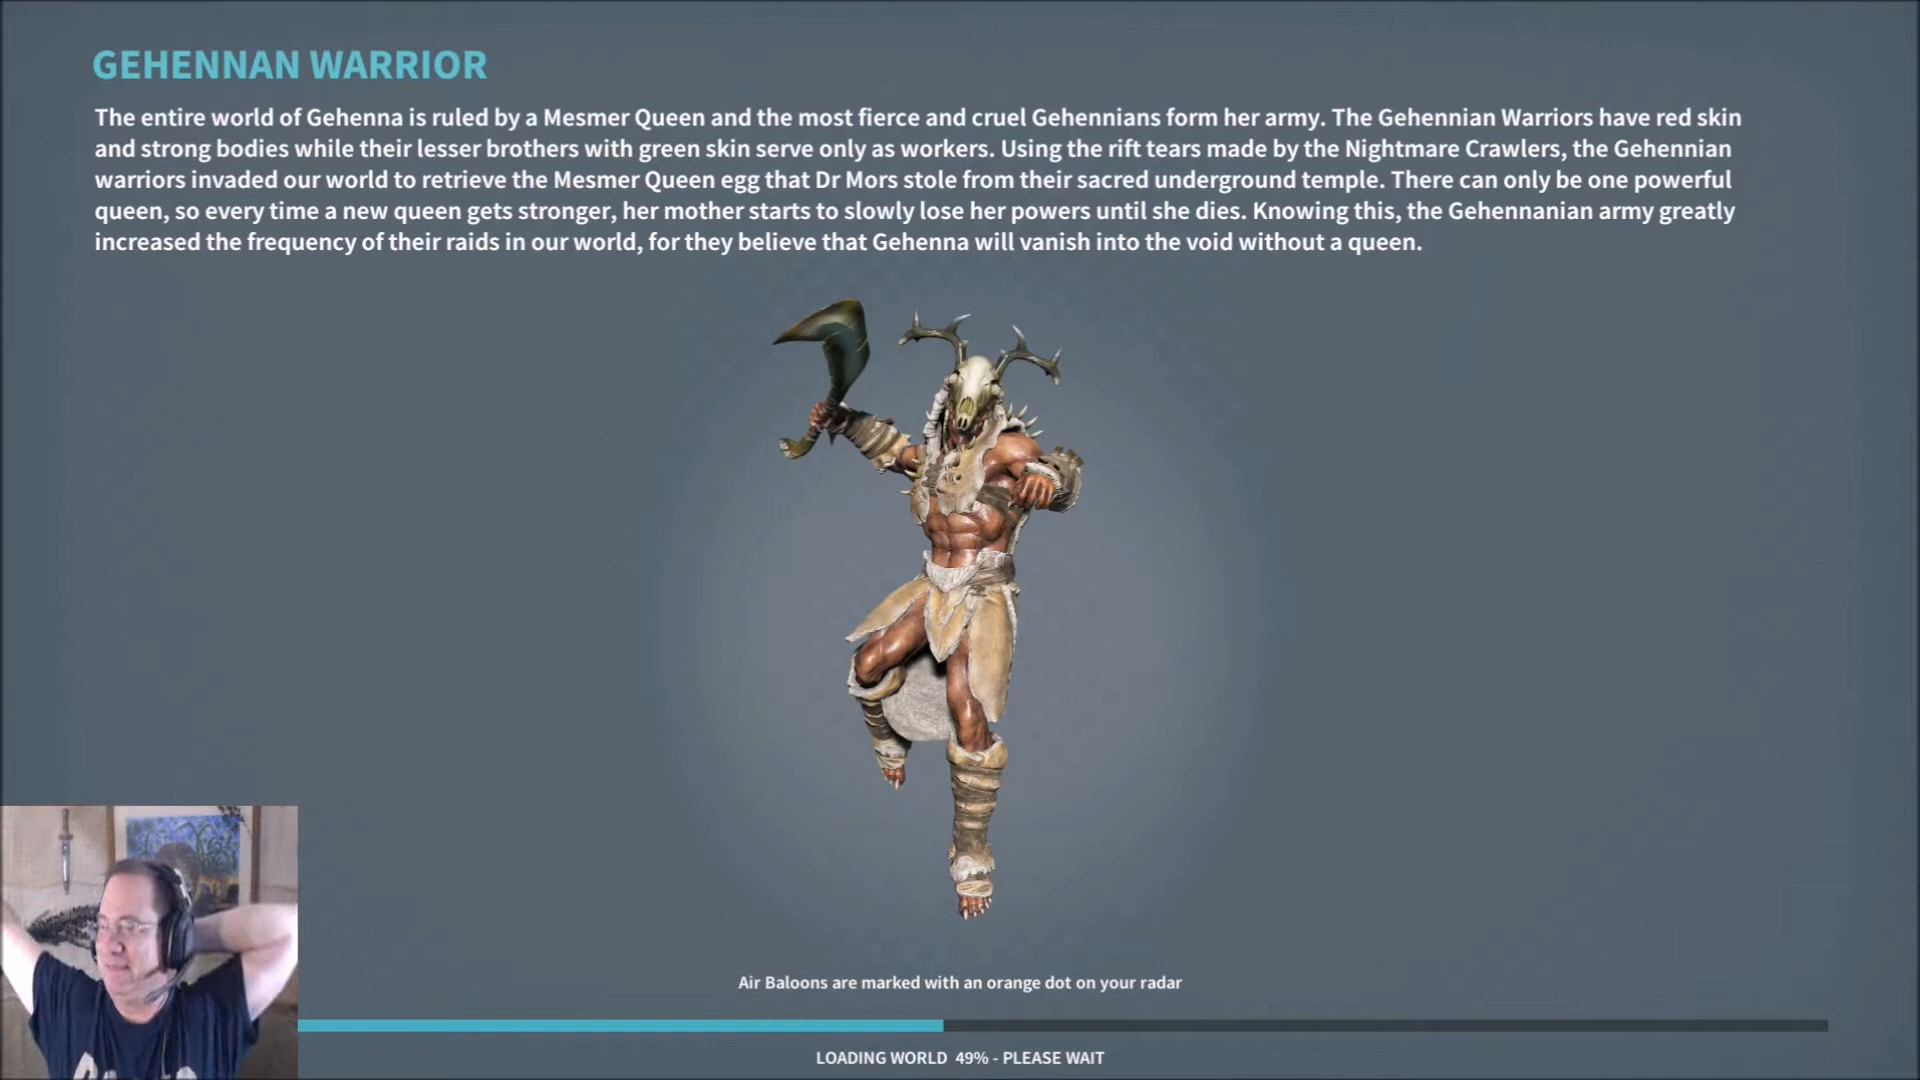 GEHENNAN WARRIOR
The entire world of Gehenna is ruled by a Mesmer Queen and the most fierce and cruel Gehennians form her army. The Gehennian Warriors have red skin
and strong bodies while their lesser brothers with green skin serve only as workers. Using the rift tears made by the Nightmare Crawlers, the Gehennian
warriors invaded our world to retrieve the Mesmer Queen egg that Dr Mors stole from their sacred underground temple. There can only be one powerful
queen, so every time a new queen gets stronger, her mother starts to slowly lose her powers until she dies. Knowing this, the Gehennanian army greatly
increased the frequency of their raids in our world, for they believe that Gehenna will vanish into the void without a queen.
Air Baloons are marked with an orange dot on your radar
LOADING WORLD 49% - PLEASE WAIT